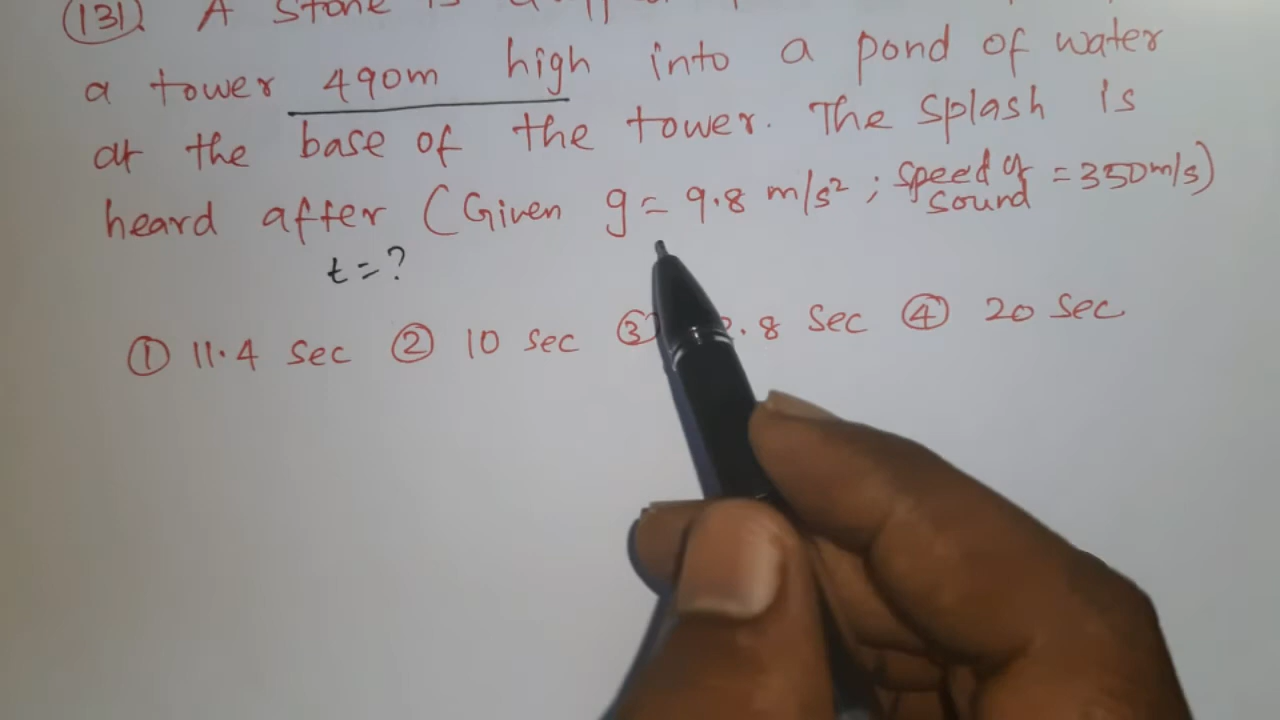 (131) A Stone is
a tower 490m high into a pond of water
at the base of the tower. The splash is
heard after (Given g = 9.8 m/s² ; speed of sound = 350m/s)
t = ?
① 11.4 sec ② 10 sec ③ .8 sec ④ 20 sec